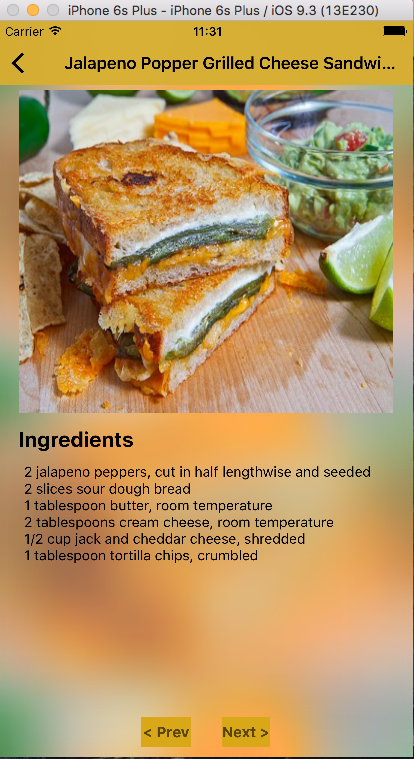 iPhone 6s Plus - iPhone 6s Plus / iOS 9.3 (13E230)
Carrier 11:31
Jalapeno Popper Grilled Cheese Sandwi...
Ingredients
2 jalapeno peppers, cut in half lengthwise and seeded
2 slices sour dough bread
1 tablespoon butter, room temperature
2 tablespoons cream cheese, room temperature
1/2 cup jack and cheddar cheese, shredded
1 tablespoon tortilla chips, crumbled
< Prev Next >